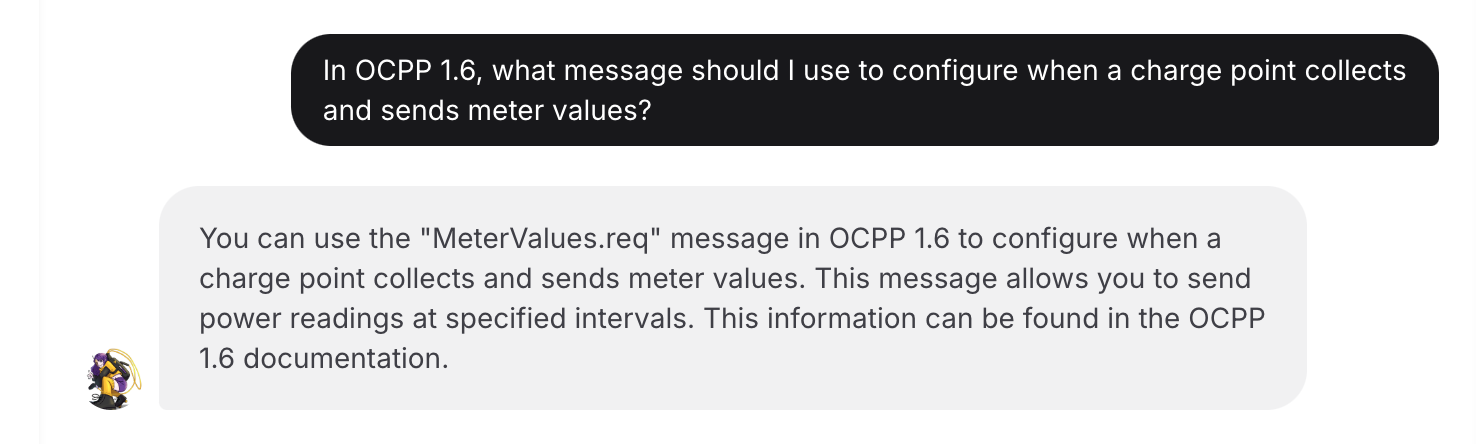 In OCPP 1.6, what message should I use to configure when a charge point collects
and sends meter values?
You can use the "MeterValues.req" message in OCPP 1.6 to configure when a
charge point collects and sends meter values. This message allows you to send
power readings at specified intervals. This information can be found in the OCPP
1.6 documentation.